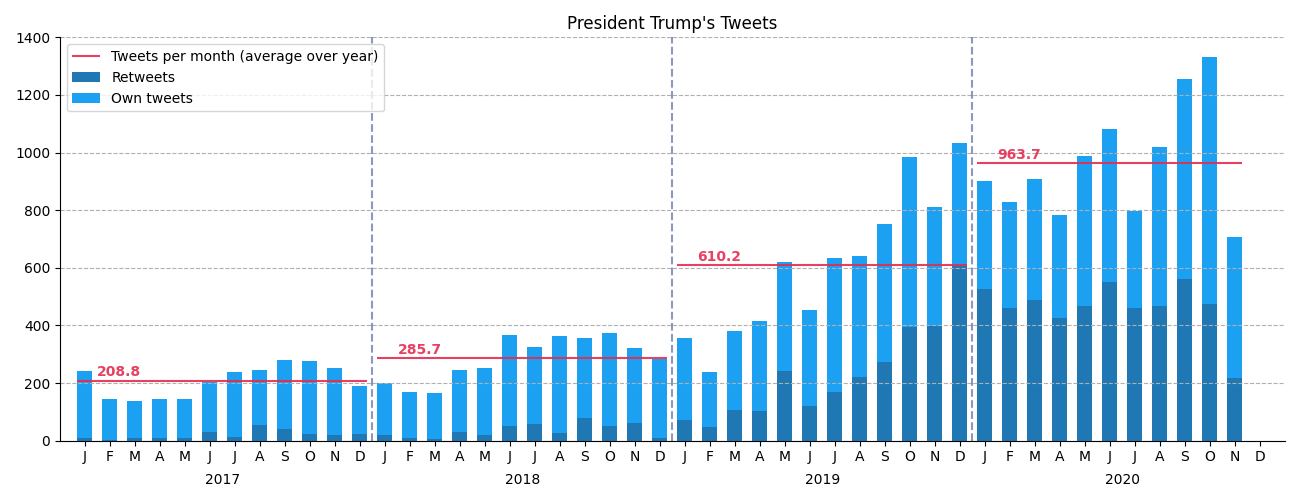 President Trump's Tweets
1400
1200
1000
800
600
400
200
0
Tweets per month (average over year)
Retweets
Own tweets
208.8
285.7
610.2
963.7
J F M A M J J A S O N D J F M A M J J A S O N D J F M A M J J A S O N D J F M A M J J A S O N D
2017 2018 2019 2020